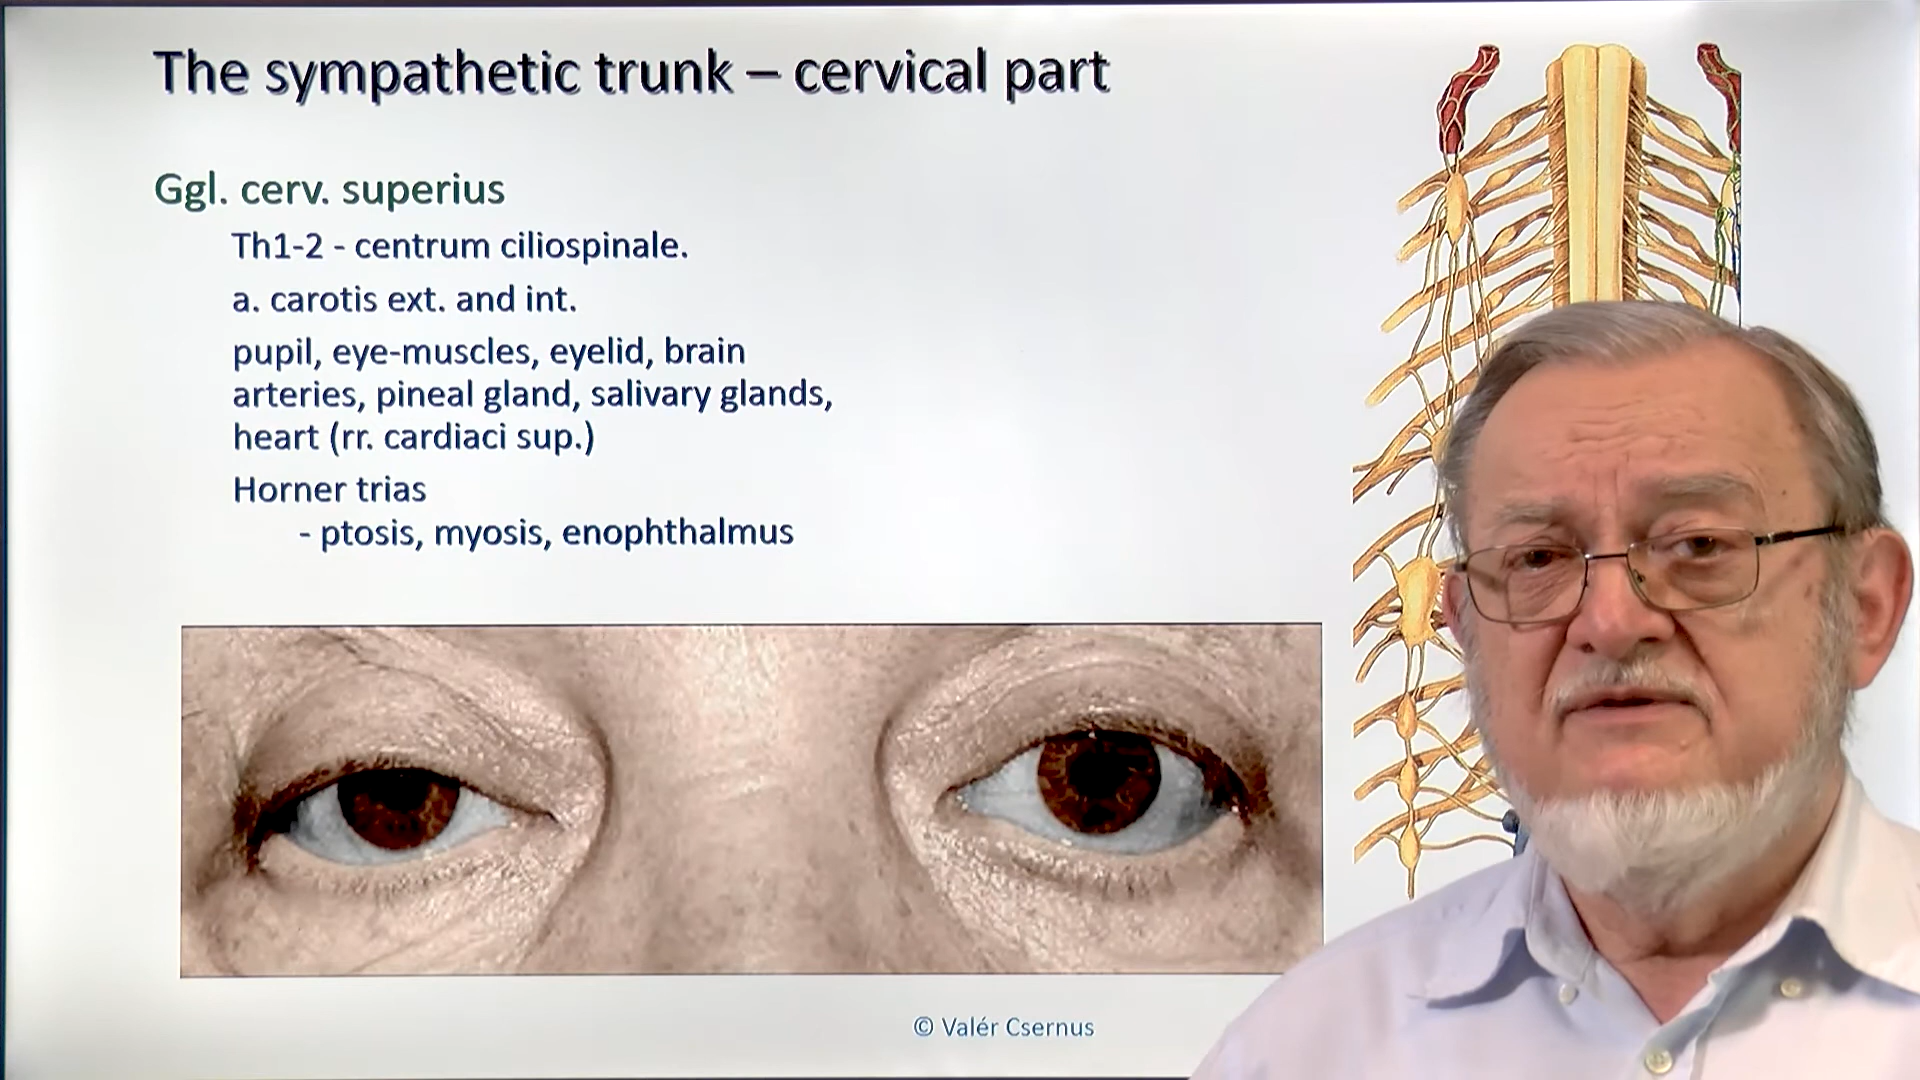 The sympathetic trunk – cervical part
Ggl. cerv. superius
Th1-2 - centrum ciliospinale.
a. carotis ext. and int.
pupil, eye-muscles, eyelid, brain
arteries, pineal gland, salivary glands,
heart (rr. cardiaci sup.)
Horner trias
- ptosis, myosis, enophthalmus
© Valér Csernus